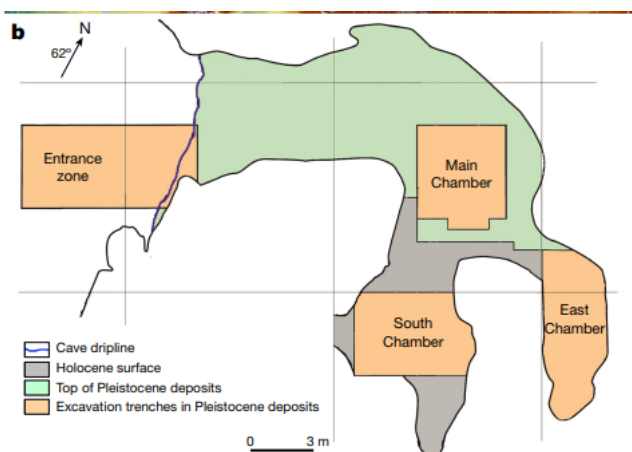 b
N
62º
Entrance
zone
Main
Chamber
South
Chamber
East
Chamber
Cave dripline
Holocene surface
Top of Pleistocene deposits
Excavation trenches in Pleistocene deposits
0 3 m